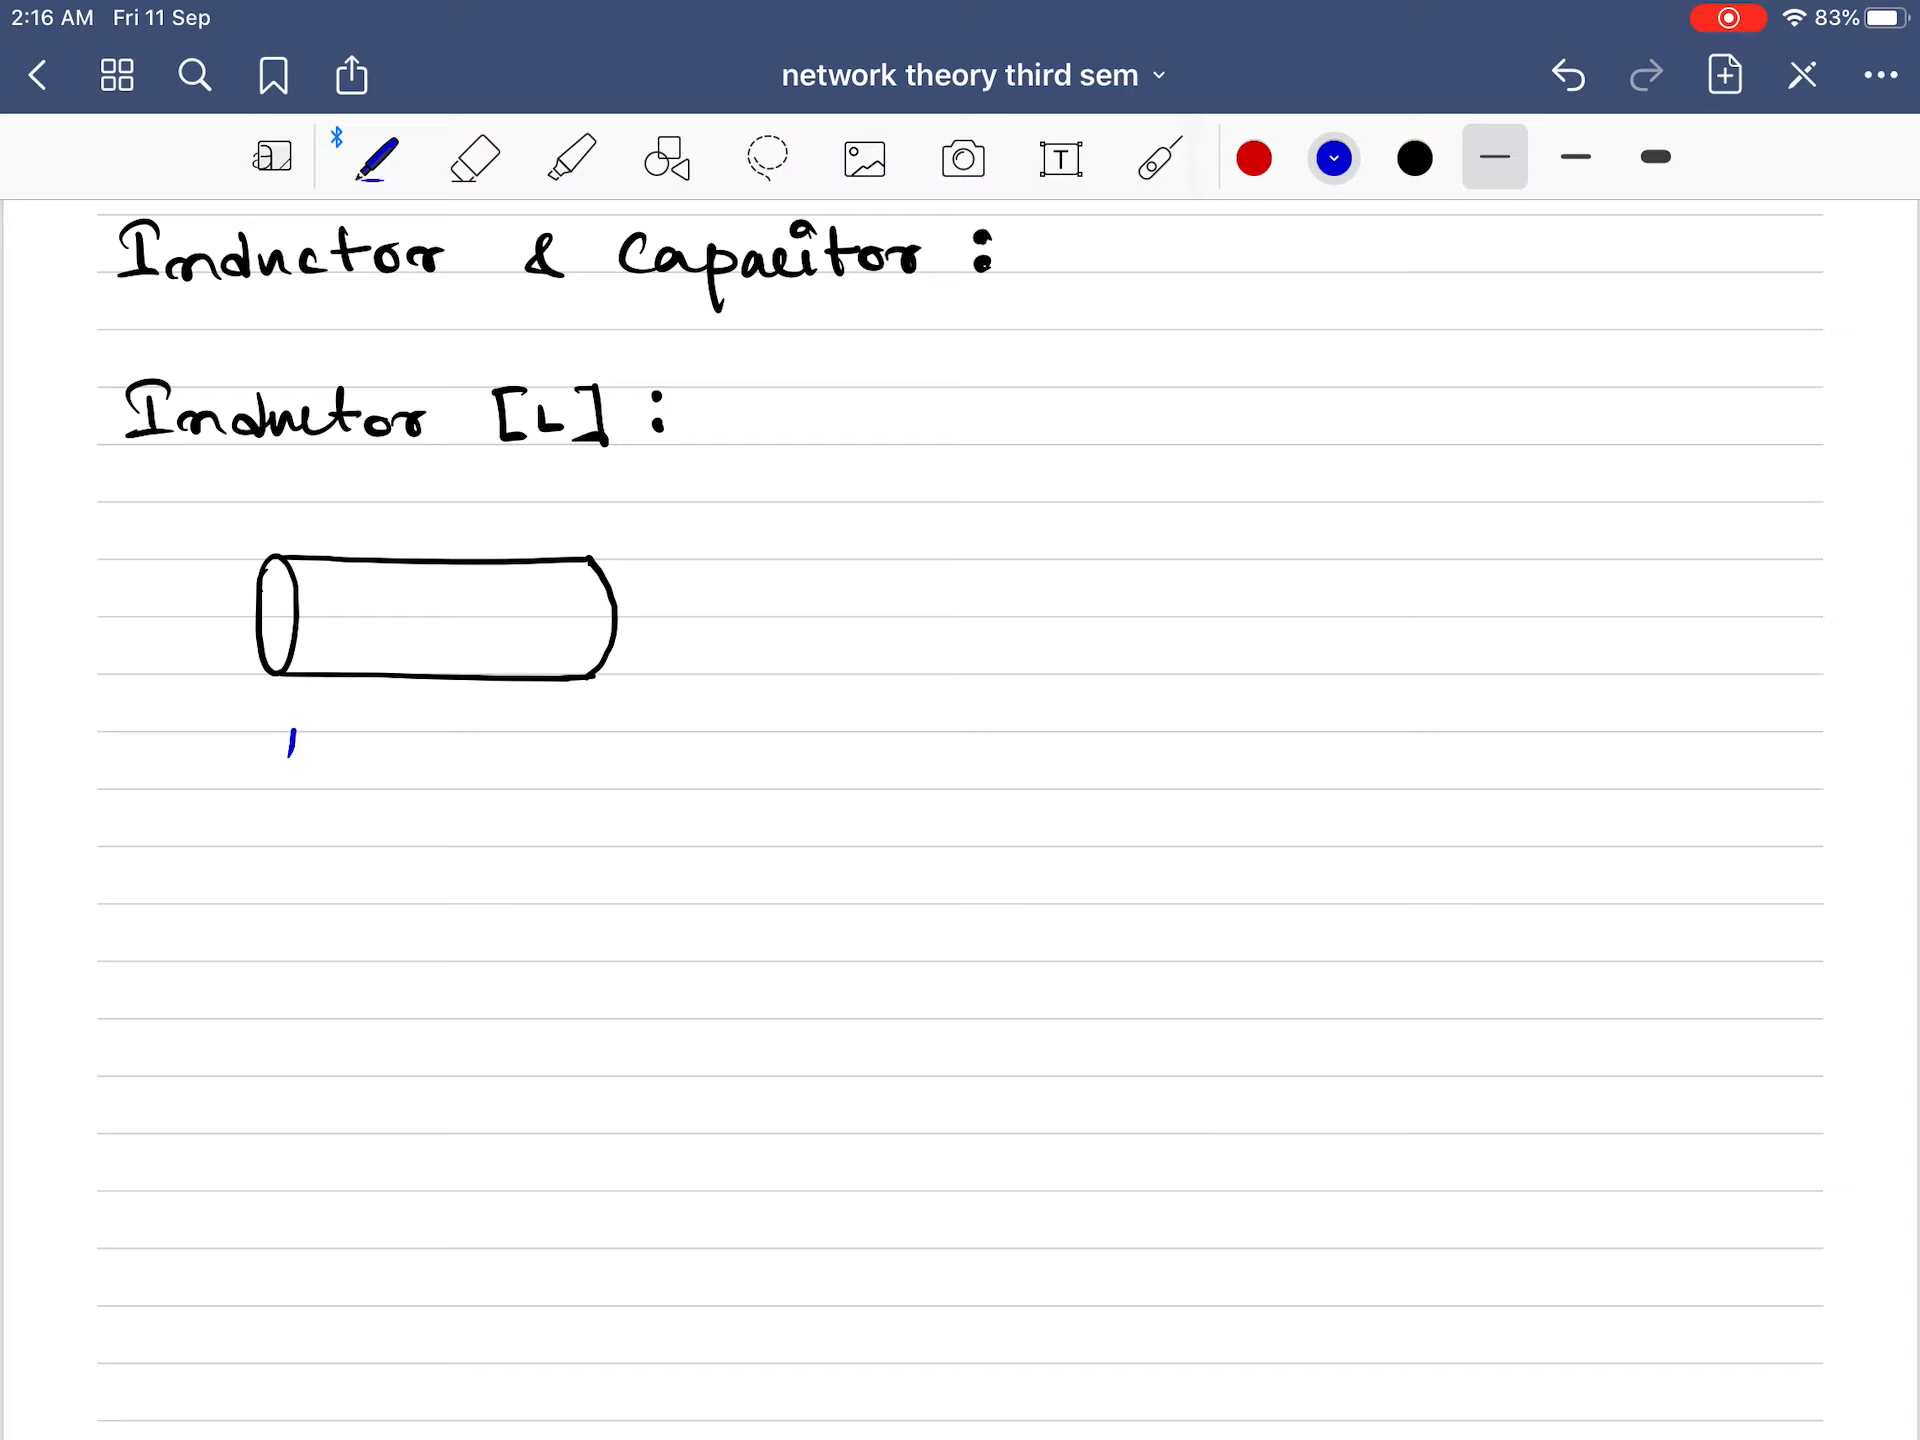 2:16 AM Fri 11 Sep 83%
network theory third sem
T
Inductor & Capacitor :
Inductor [L] :